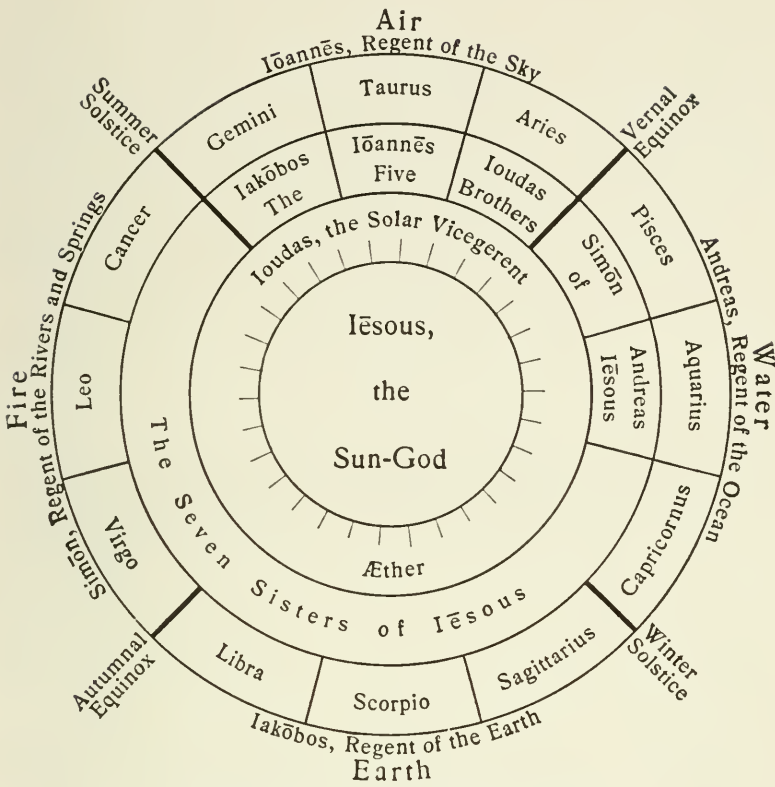 Air
Iōannēs, Regent of the Sky
Summer
Solstice
Vernal
Equinox
Gemini
Taurus
Aries
Iakōbos
The
Iōannēs
Five
Ioudas
Brothers
Simōn
of
Andreas
Iēsous
Pisces
Aquarius
Capricornus
Water
Andreas, Regent of the Ocean
Cancer
Leo
Virgo
Fire
Simōn, Regent of the Rivers and Springs
Ioudas, the Solar Vicegerent
Iēsous,
the
Sun-God
Æther
The Seven Sisters of Iēsous
Libra
Scorpio
Sagittarius
Autumnal
Equinox
Winter
Solstice
Iakōbos, Regent of the Earth
Earth